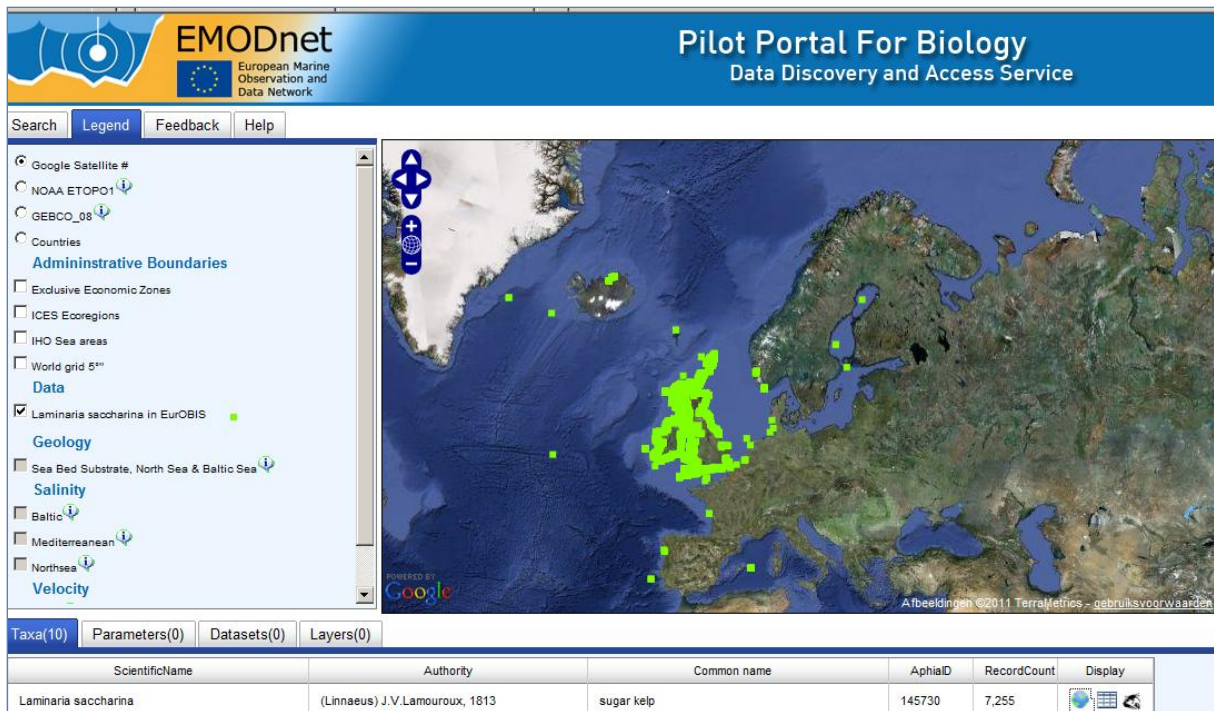 EMODnet
European Marine
Observation and
Data Network
Pilot Portal For Biology
Data Discovery and Access Service
Search Legend Feedback Help
Google Satellite #
NOAA ETOPO1
GEBCO_08
Countries
Admininstrative Boundaries
Exclusive Economic Zones
ICES Ecoregions
IHO Sea areas
World grid 5°
Data
Laminaria saccharina in EurOBIS
Geology
Sea Bed Substrate, North Sea & Baltic Sea
Salinity
Baltic
Mediterreanean
Northsea
Velocity
POWERED BY
Google
Afbeeldingen ©2011 TerraMetrics - gebruiksvoorwaarden
Taxa(10) Parameters(0) Datasets(0) Layers(0)
ScientificName Authority Common name AphiaID RecordCount Display
Laminaria saccharina (Linnaeus) J.V.Lamouroux, 1813 sugar kelp 145730 7,255